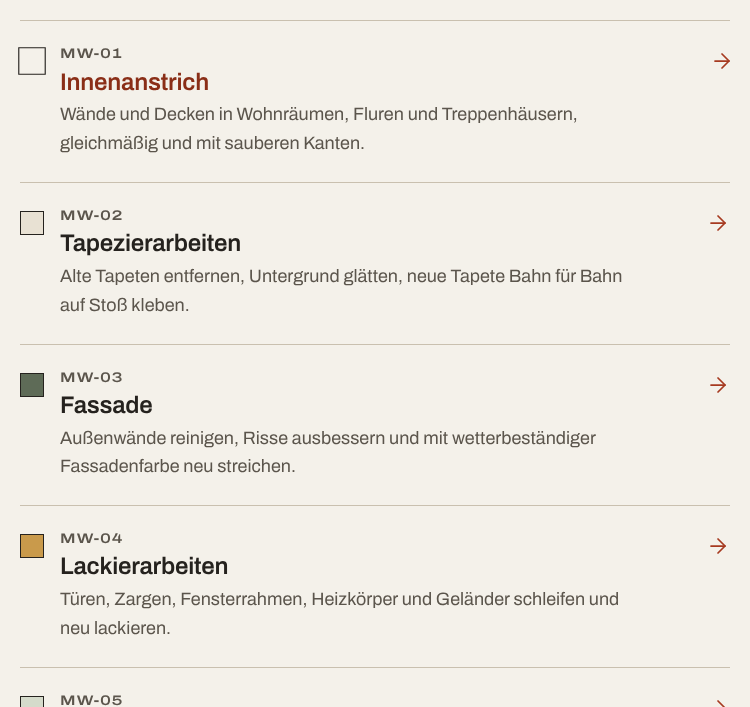 MW-01
Innenanstrich
Wände und Decken in Wohnräumen, Fluren und Treppenhäusern,
gleichmäßig und mit sauberen Kanten.
MW-02
Tapezierarbeiten
Alte Tapeten entfernen, Untergrund glätten, neue Tapete Bahn für Bahn
auf Stoß kleben.
MW-03
Fassade
Außenwände reinigen, Risse ausbessern und mit wetterbeständiger
Fassadenfarbe neu streichen.
MW-04
Lackierarbeiten
Türen, Zargen, Fensterrahmen, Heizkörper und Geländer schleifen und
neu lackieren.
MW-05